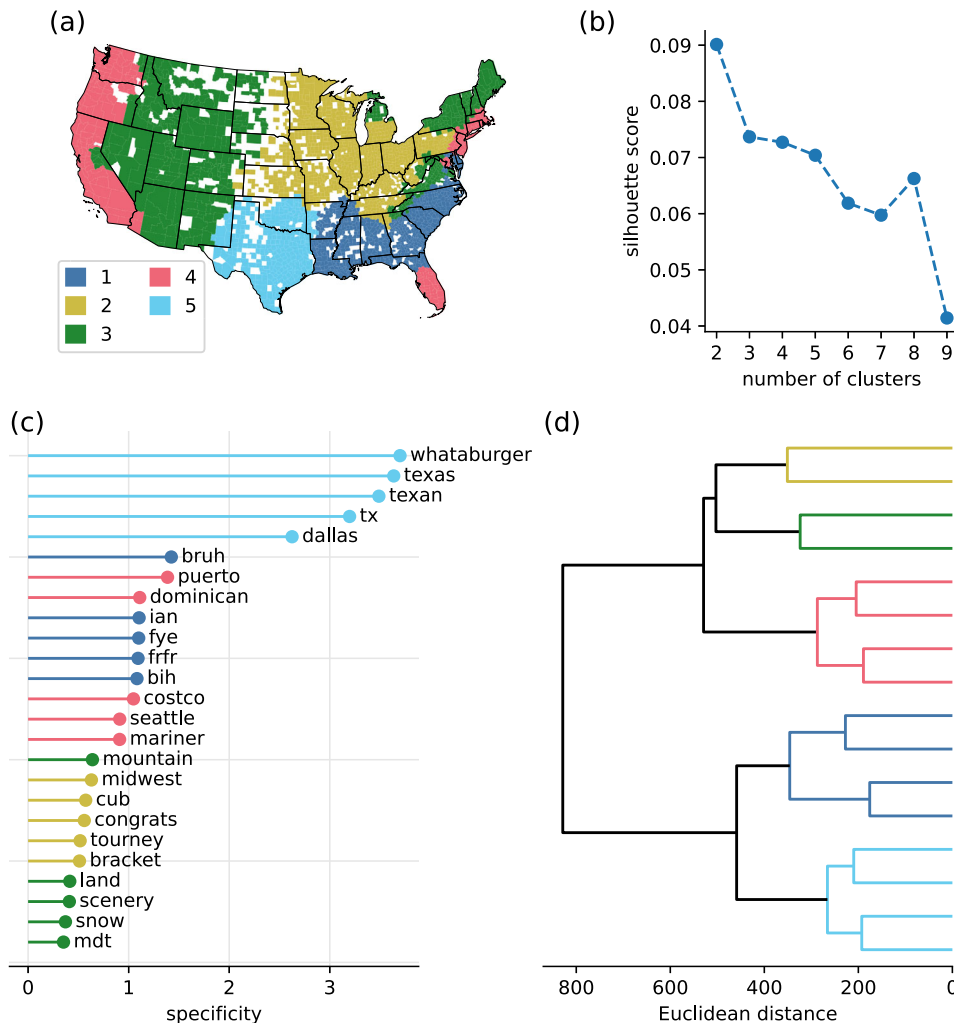 (a)
1
2
3
4
5
(b)
silhouette score
0.09
0.08
0.07
0.06
0.05
0.04
2 3 4 5 6 7 8 9
number of clusters
(c)
whataburger
texas
texan
tx
dallas
bruh
puerto
dominican
ian
fye
frfr
bih
costco
seattle
mariner
mountain
midwest
cub
congrats
tourney
bracket
land
scenery
snow
mdt
0 1 2 3
specificity
(d)
800 600 400 200 0
Euclidean distance